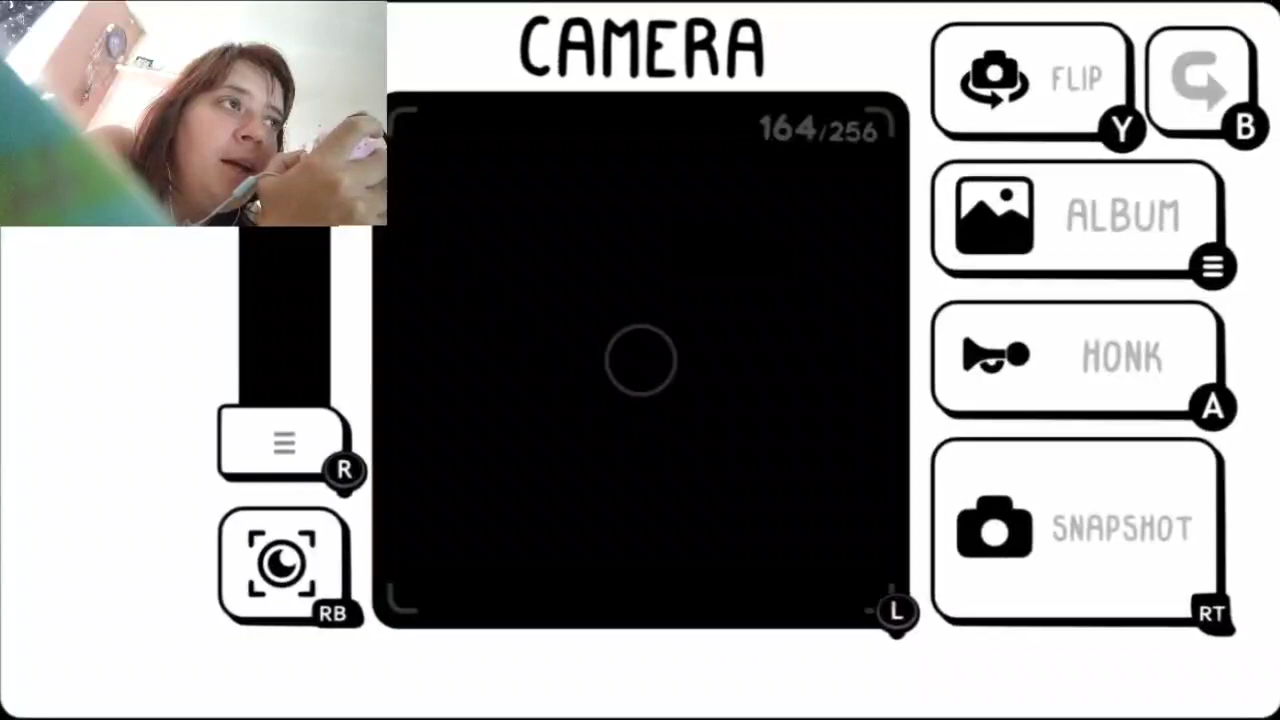 CAMERA
164/256
FLIP
Y
B
ALBUM
HONK
A
R
SNAPSHOT
RB
L
RT